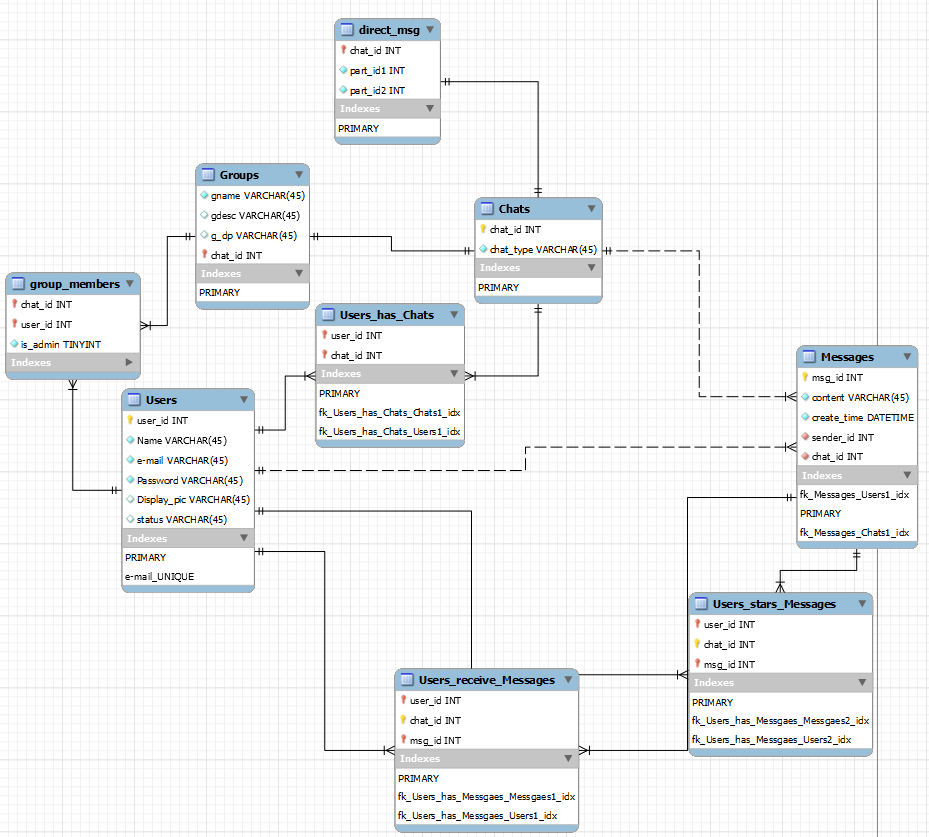 direct_msg
chat_id INT
part_id1 INT
part_id2 INT
Indexes
PRIMARY
Groups
gname VARCHAR(45)
gdesc VARCHAR(45)
g_dp VARCHAR(45)
chat_id INT
Indexes
PRIMARY
Chats
chat_id INT
chat_type VARCHAR(45)
Indexes
PRIMARY
group_members
chat_id INT
user_id INT
is_admin TINYINT
Indexes
Users_has_Chats
user_id INT
chat_id INT
Indexes
PRIMARY
fk_Users_has_Chats_Chats1_idx
fk_Users_has_Chats_Users1_idx
Messages
msg_id INT
content VARCHAR(45)
create_time DATETIME
sender_id INT
chat_id INT
Indexes
fk_Messages_Users1_idx
PRIMARY
fk_Messages_Chats1_idx
Users
user_id INT
Name VARCHAR(45)
e-mail VARCHAR(45)
Password VARCHAR(45)
Display_pic VARCHAR(45)
status VARCHAR(45)
Indexes
PRIMARY
e-mail_UNIQUE
Users_stars_Messages
user_id INT
chat_id INT
msg_id INT
Indexes
PRIMARY
fk_Users_has_Messgaes_Messgaes2_idx
fk_Users_has_Messgaes_Users2_idx
Users_receive_Messages
user_id INT
chat_id INT
msg_id INT
Indexes
PRIMARY
fk_Users_has_Messgaes_Messgaes1_idx
fk_Users_has_Messgaes_Users1_idx